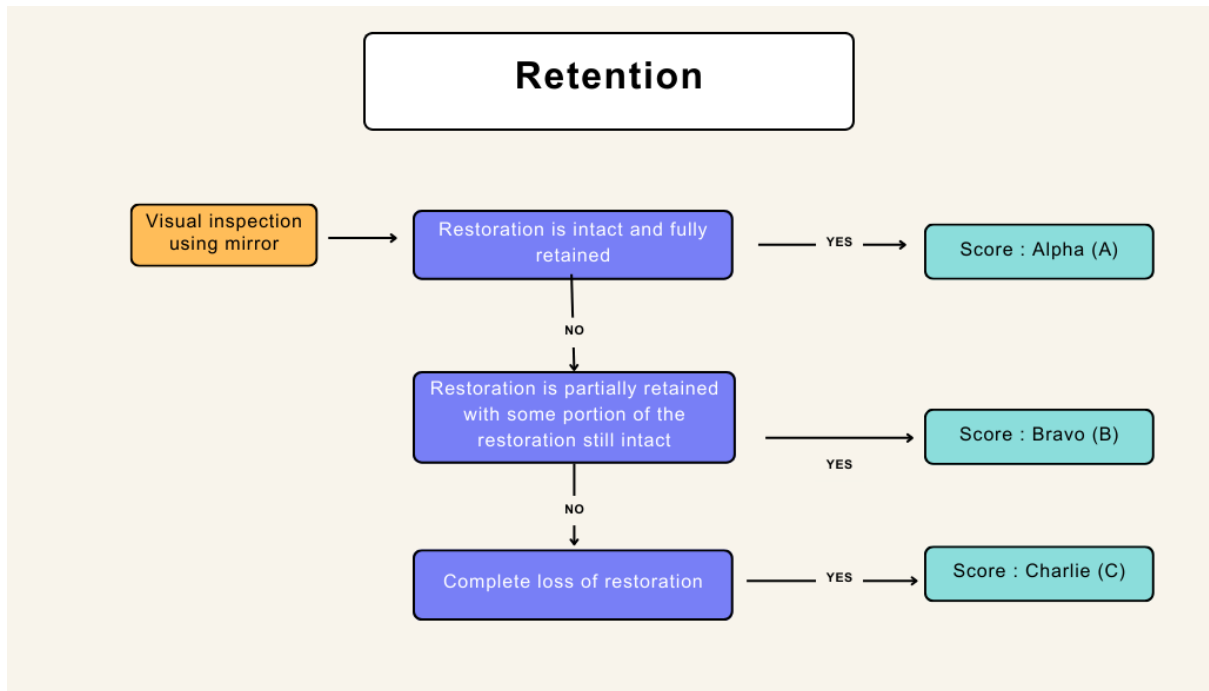 Retention
Visual inspection
using mirror
Restoration is intact and fully
retained
YES
Score : Alpha (A)
NO
Restoration is partially retained
with some portion of the
restoration still intact
YES
Score : Bravo (B)
NO
Complete loss of restoration
YES
Score : Charlie (C)